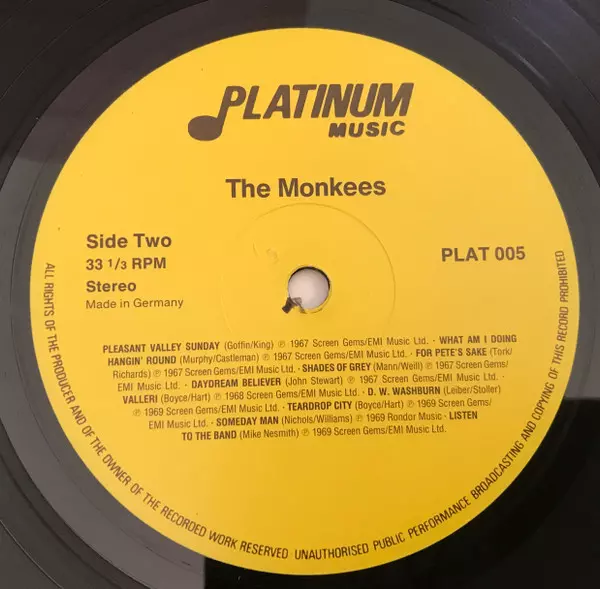 PLATINUM
MUSIC
The Monkees
Side Two
33 1/3 RPM
Stereo
Made in Germany
PLAT 005
PLEASANT VALLEY SUNDAY (Goffin/King) ℗ 1967 Screen Gems/EMI Music Ltd. · WHAT AM I DOING
HANGIN' ROUND (Murphy/Castleman) ℗ 1967 Screen Gems/EMI Music Ltd. · FOR PETE'S SAKE (Tork/
Richards) ℗ 1967 Screen Gems/EMI Music Ltd. · SHADES OF GREY (Mann/Weill) ℗ 1967 Screen Gems/
EMI Music Ltd. · DAYDREAM BELIEVER (John Stewart) ℗ 1967 Screen Gems/EMI Music Ltd. ·
VALLERI (Boyce/Hart) ℗ 1968 Screen Gems/EMI Music Ltd. · D. W. WASHBURN (Leiber/Stoller)
℗ 1969 Screen Gems/EMI Music Ltd. · TEARDROP CITY (Boyce/Hart) ℗ 1969 Screen Gems/
EMI Music Ltd. · SOMEDAY MAN (Nichols/Williams) ℗ 1969 Rondor Music · LISTEN
TO THE BAND (Mike Nesmith) ℗ 1969 Screen Gems/EMI Music Ltd.
ALL RIGHTS OF THE PRODUCER AND OF THE OWNER OF THE RECORDED WORK RESERVED UNAUTHORISED PUBLIC PERFORMANCE BROADCASTING AND COPYING OF THIS RECORD PROHIBITED